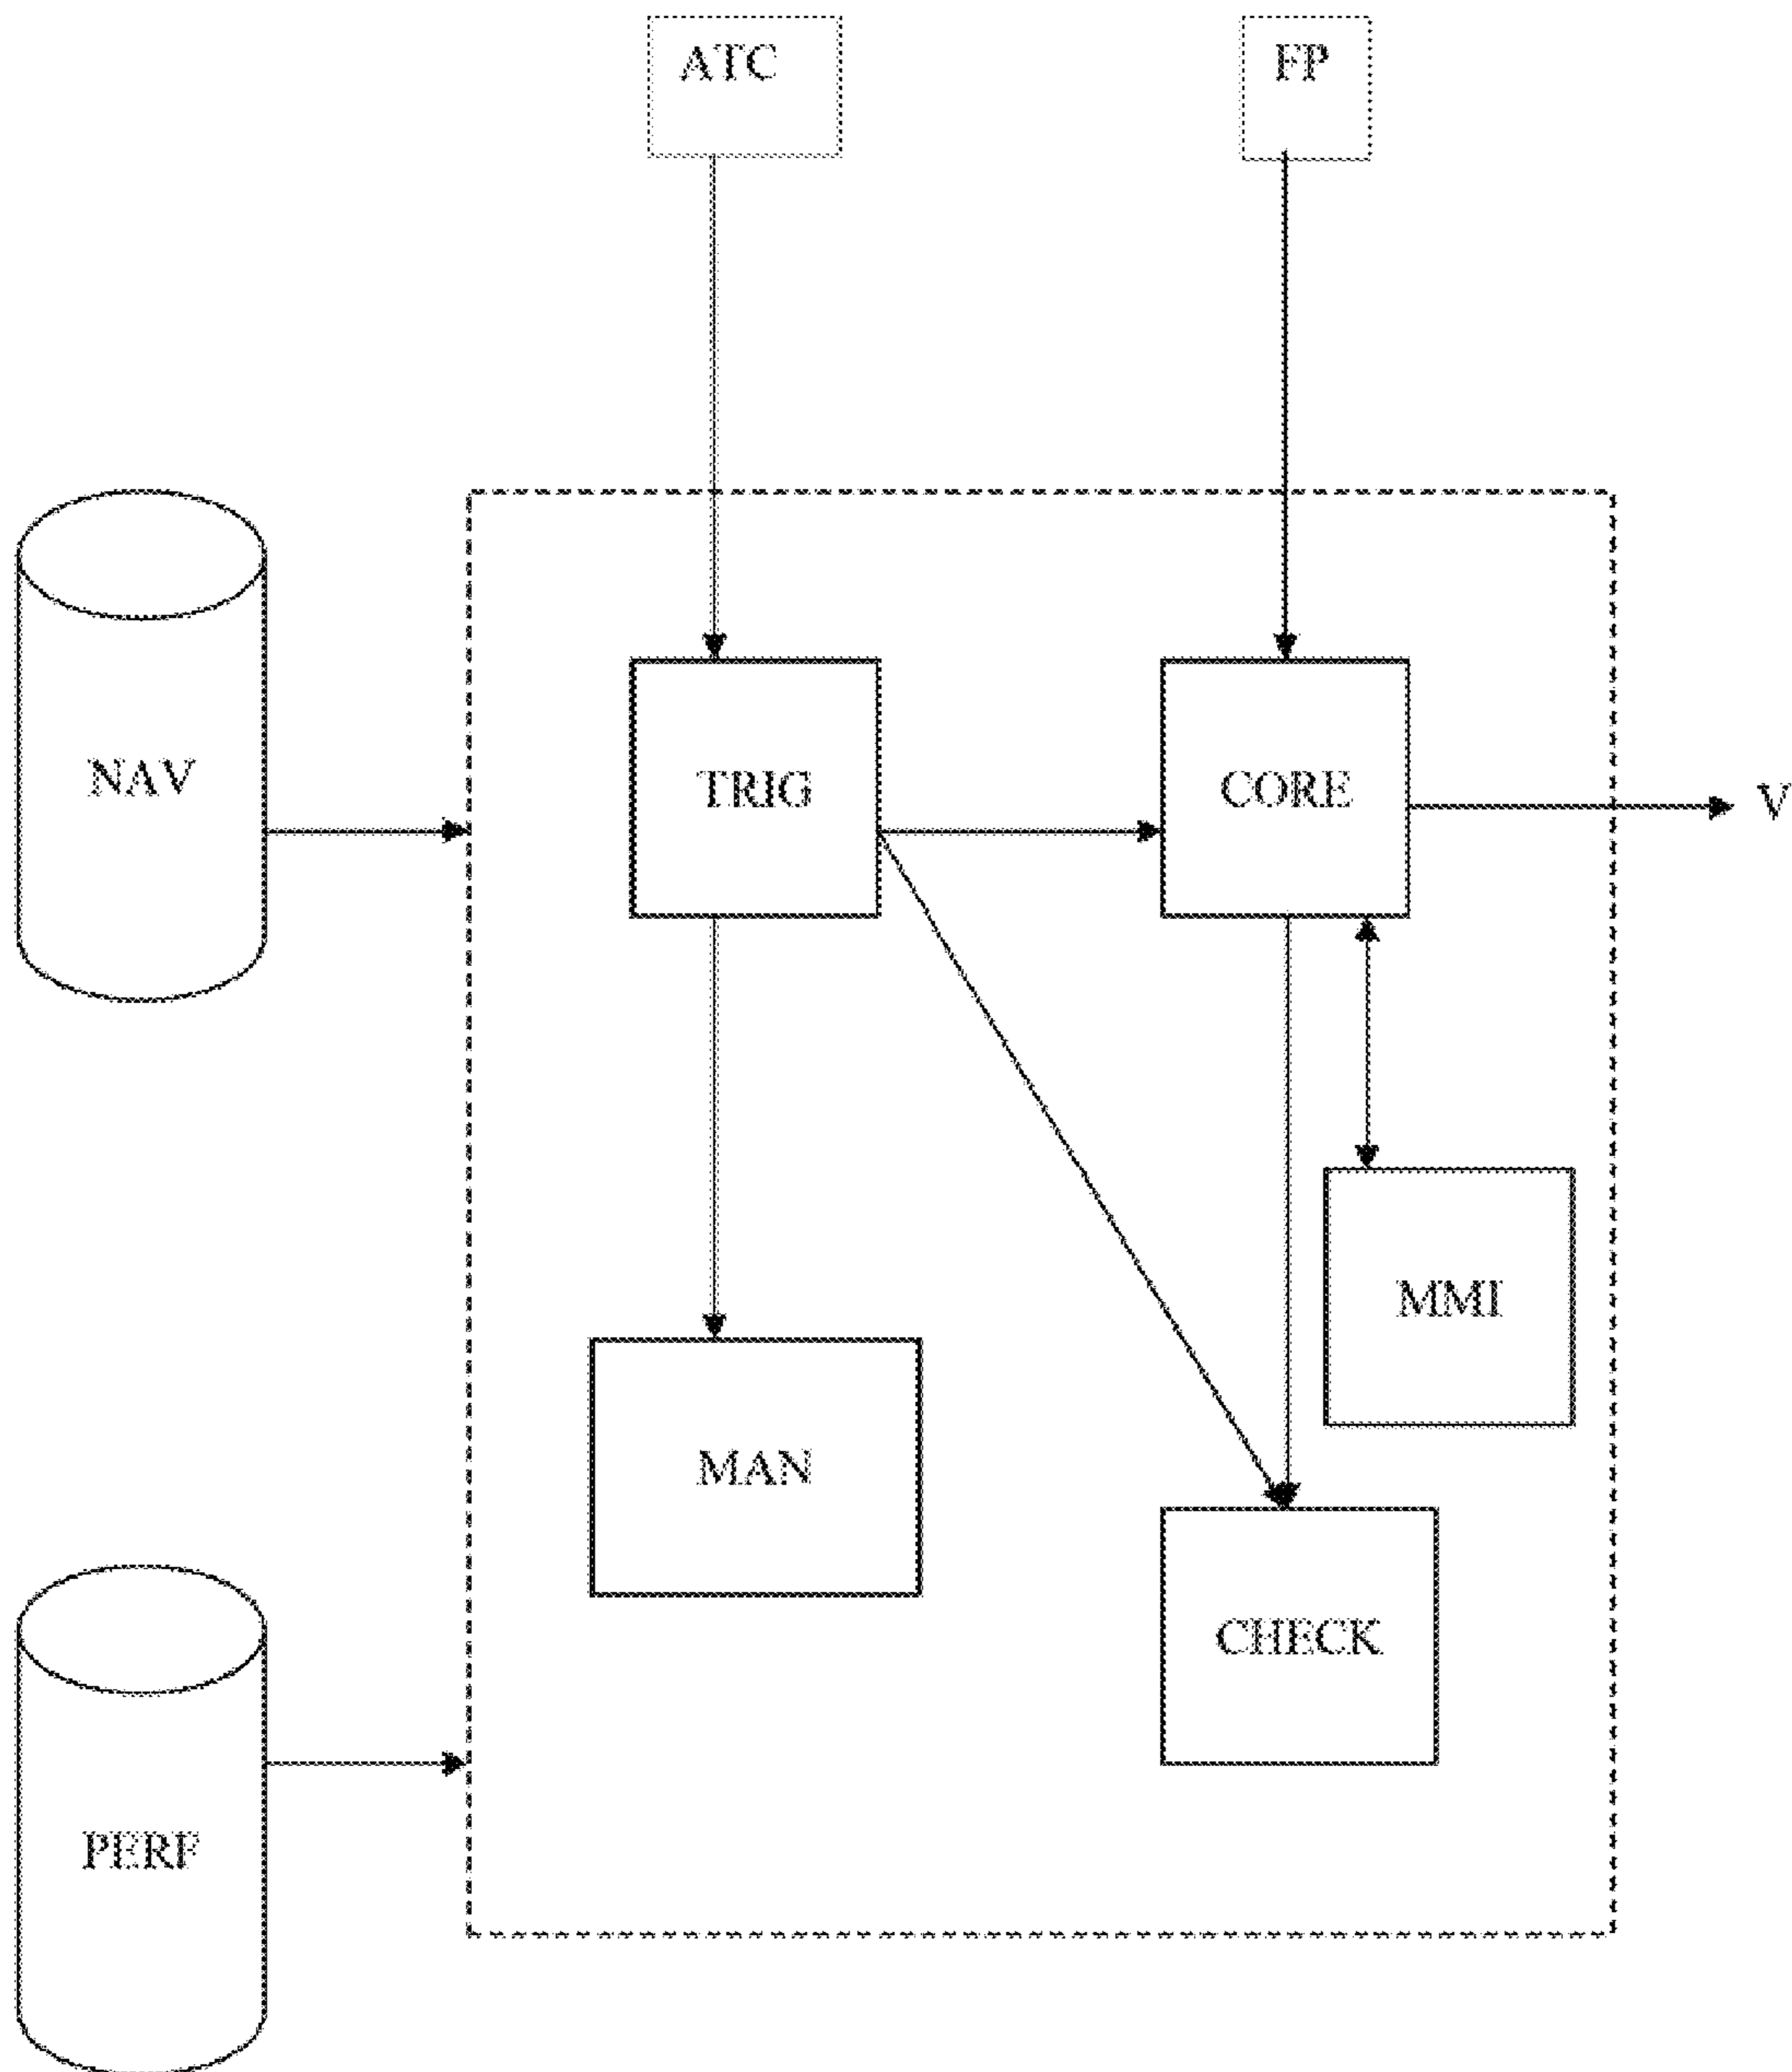 ATC
FP
NAV
TRIG
CORE
V
MMI
MAN
CHECK
PERF